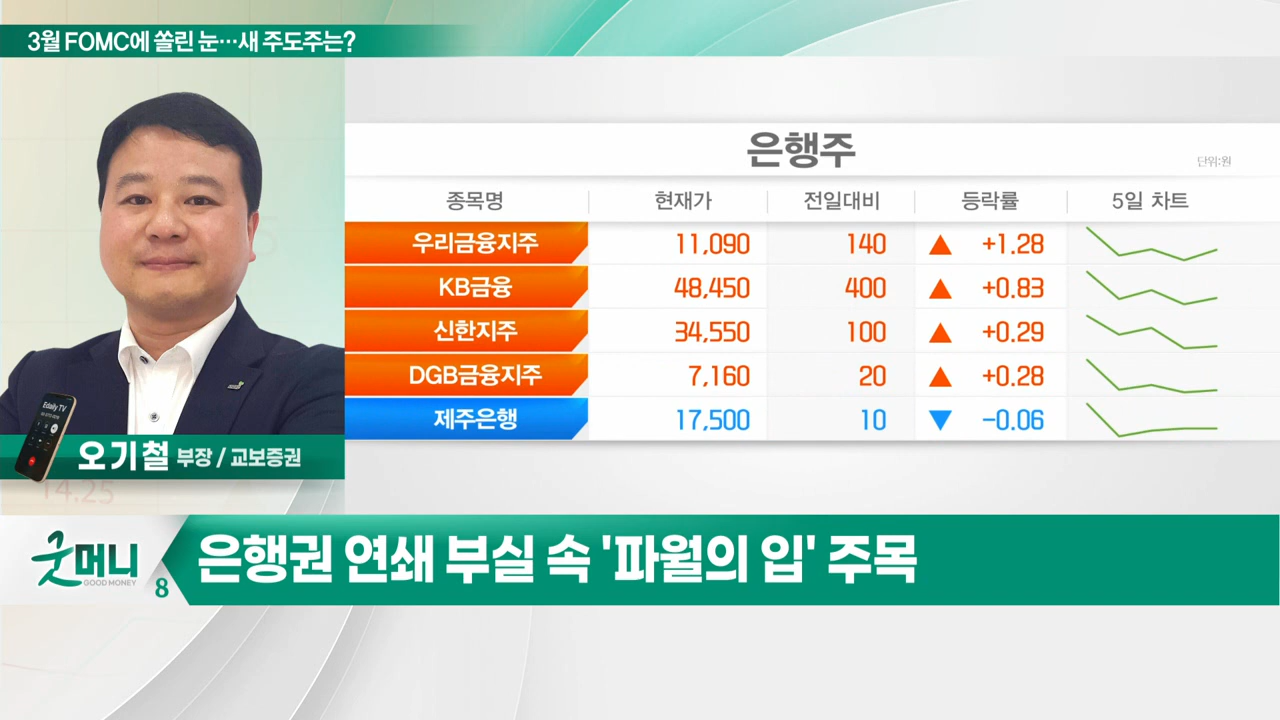 3월 FOMC에 쏠린 눈…새 주도주는?
은행주
단위:원
종목명 현재가 전일대비 등락률 5일 차트
우리금융지주 11,090 140 ▲ +1.28
KB금융 48,450 400 ▲ +0.83
신한지주 34,550 100 ▲ +0.29
DGB금융지주 7,160 20 ▲ +0.28
제주은행 17,500 10 ▼ -0.06
Edaily TV
오기철 부장 / 교보증권
14.25
굿머니
GOOD MONEY
8
은행권 연쇄 부실 속 '파월의 입' 주목